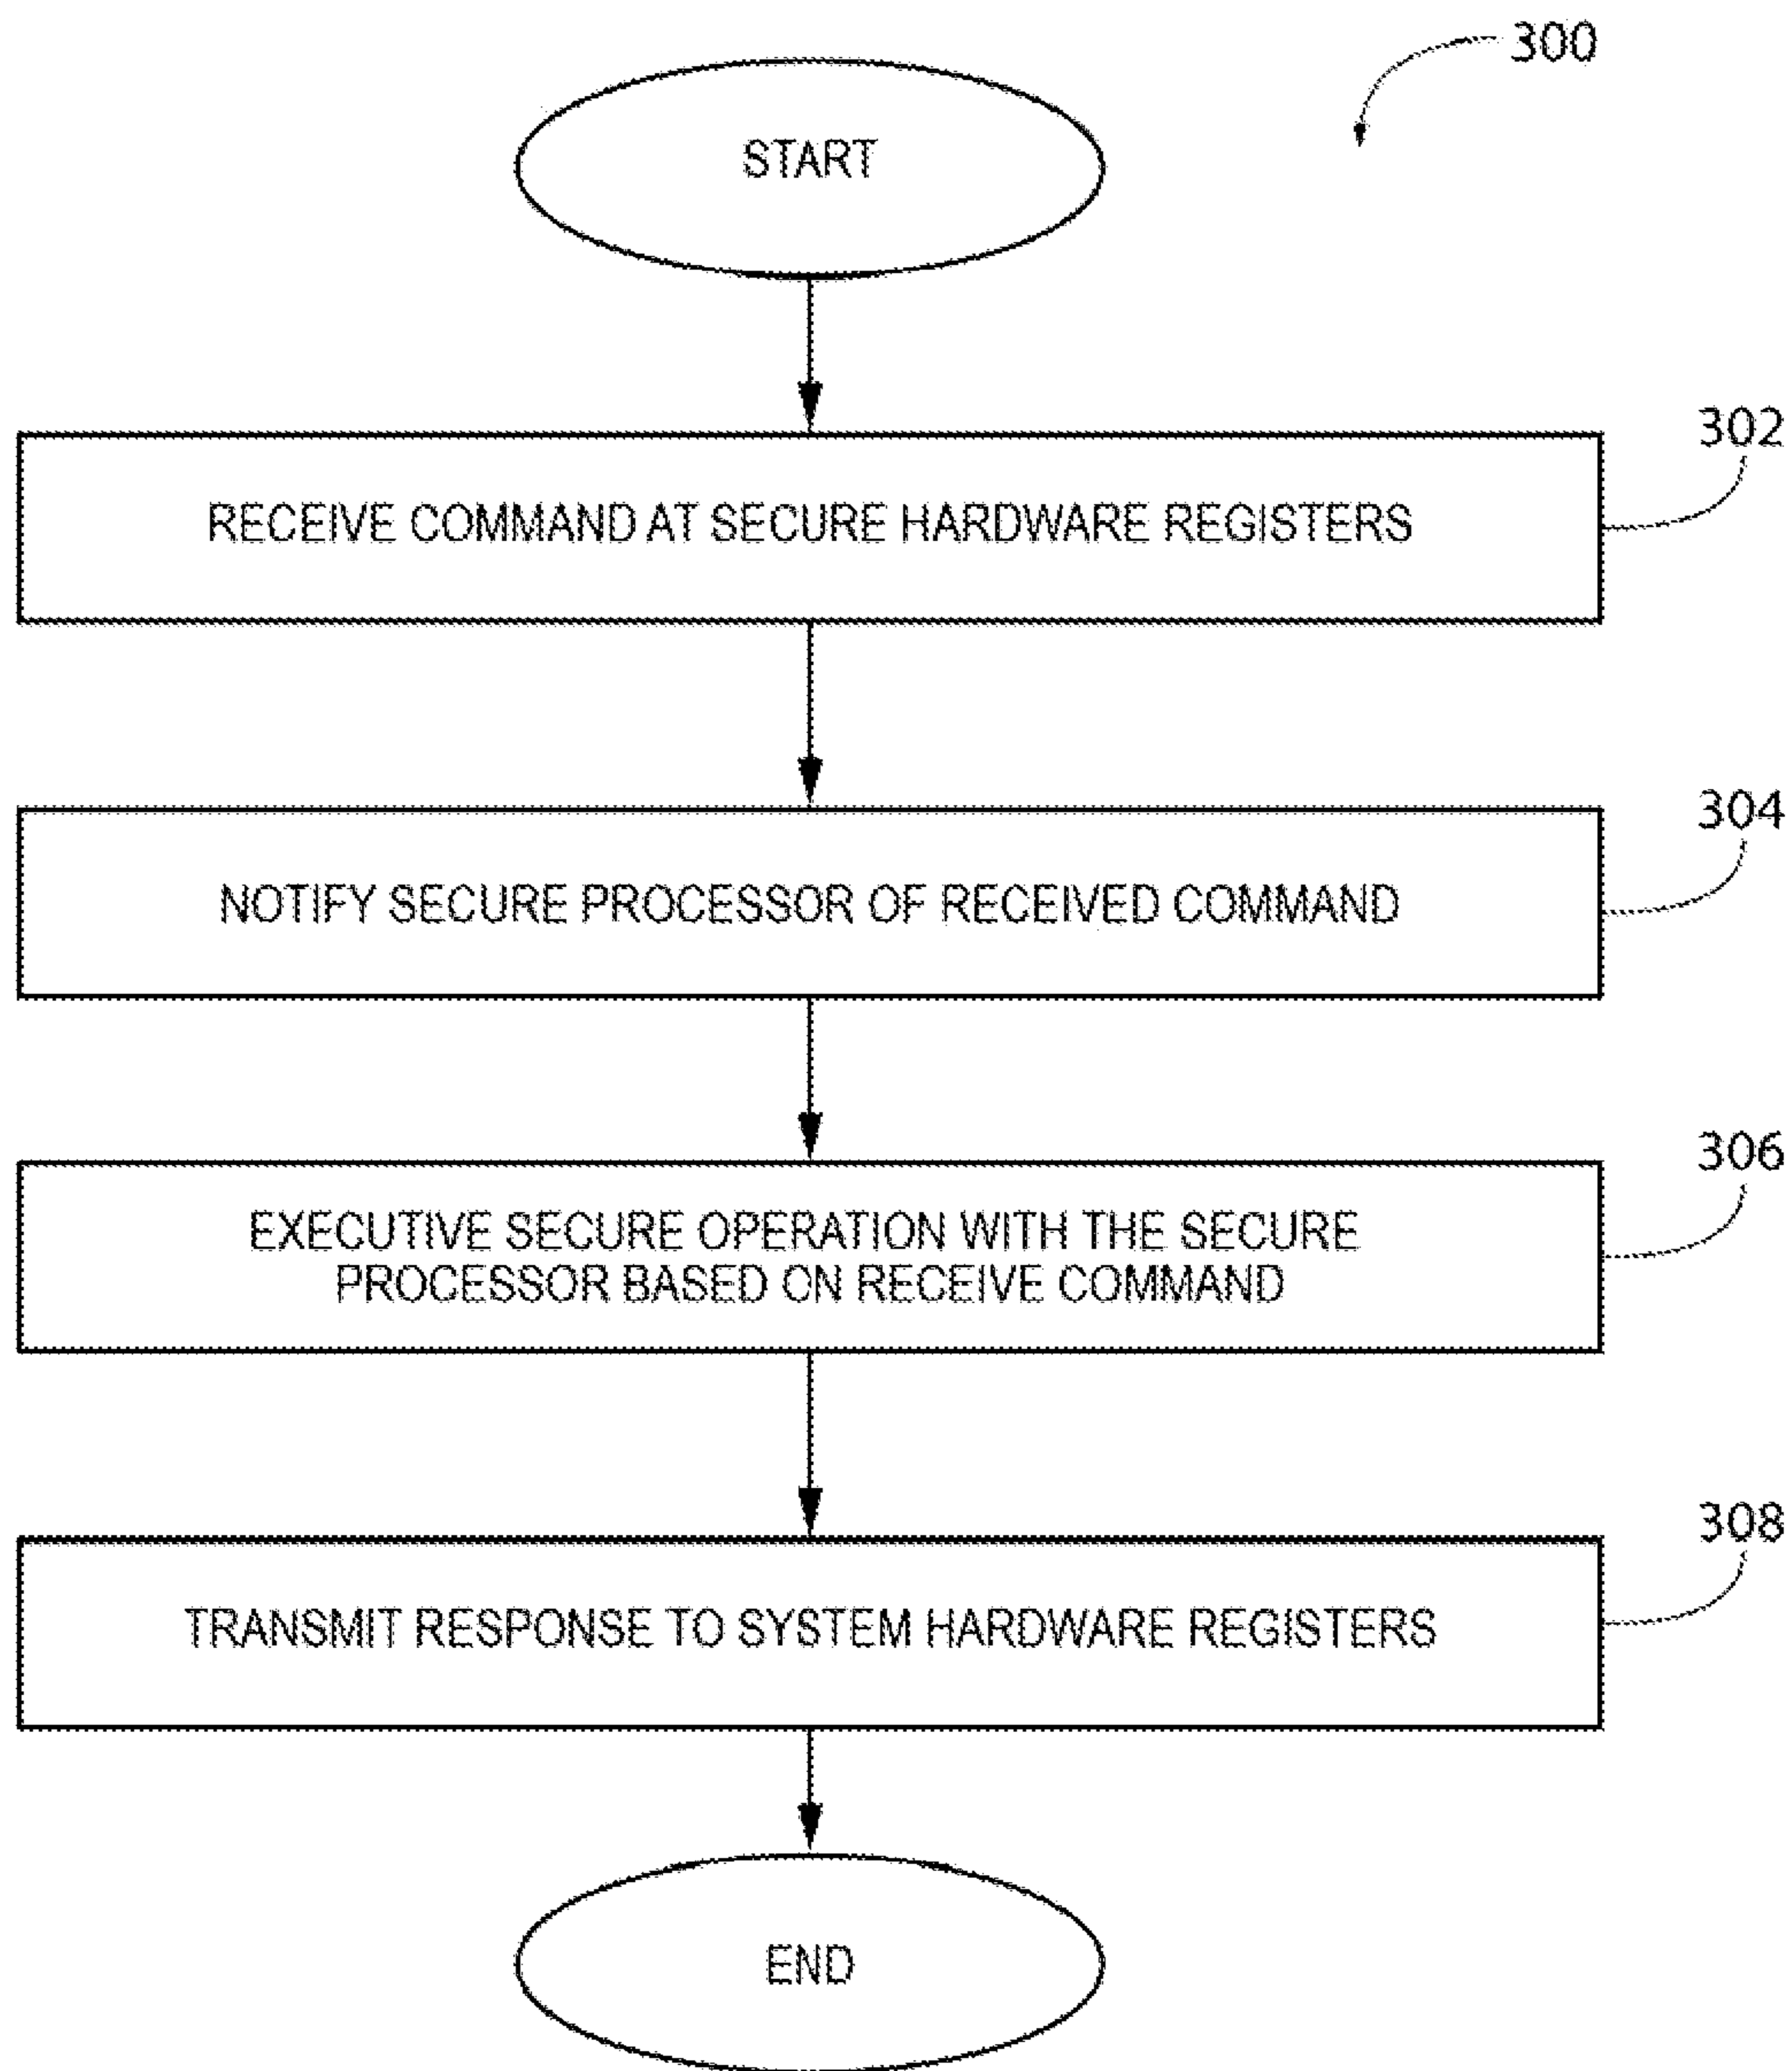 300
START
302
RECEIVE COMMAND AT SECURE HARDWARE REGISTERS
304
NOTIFY SECURE PROCESSOR OF RECEIVED COMMAND
306
EXECUTIVE SECURE OPERATION WITH THE SECURE
PROCESSOR BASED ON RECEIVE COMMAND
308
TRANSMIT RESPONSE TO SYSTEM HARDWARE REGISTERS
END